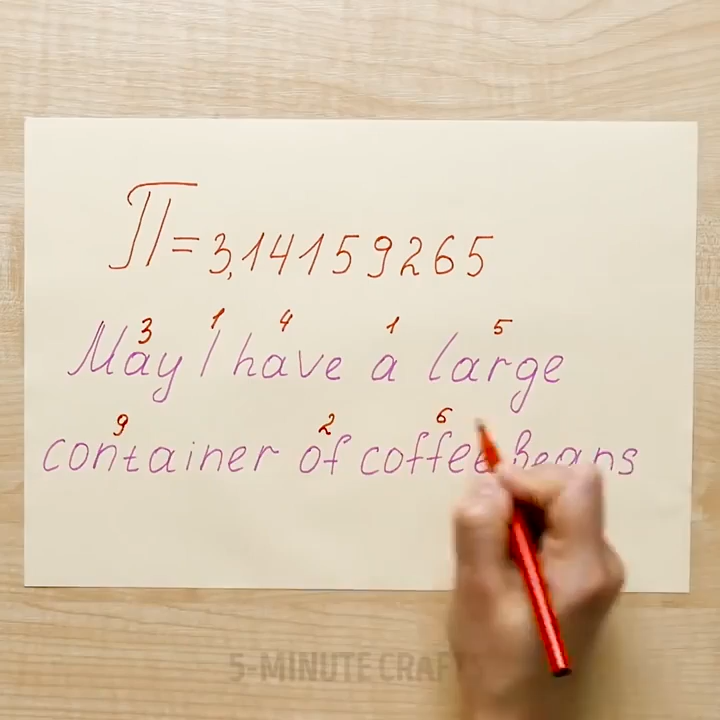 π=3,14159265
3 1 4 1 5
May I have a large
9 2 6
container of coffee beans
5-MINUTE CRAFTS